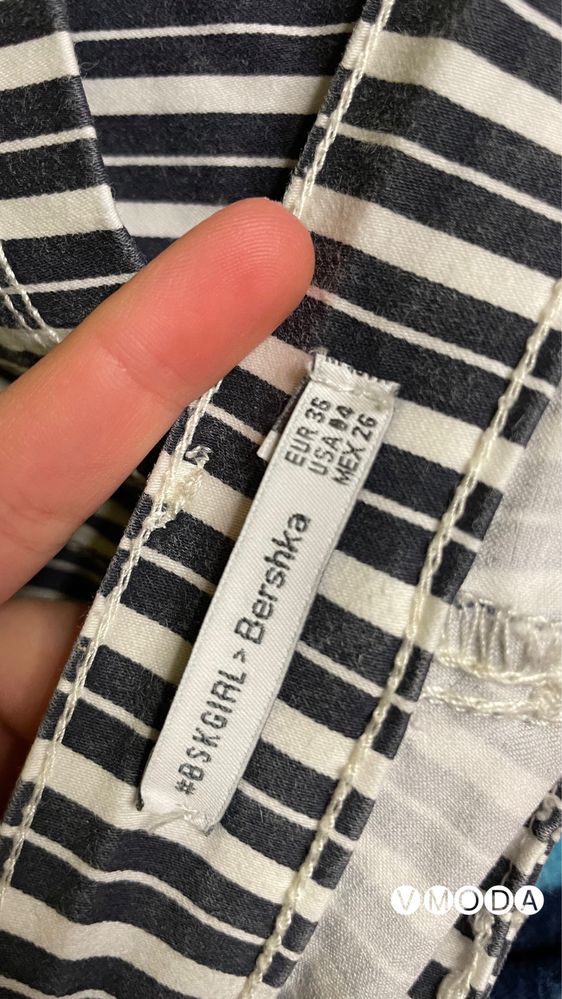 EUR 36
USA 04
MEX 26
#BSKGIRL> Bershka
VMODA